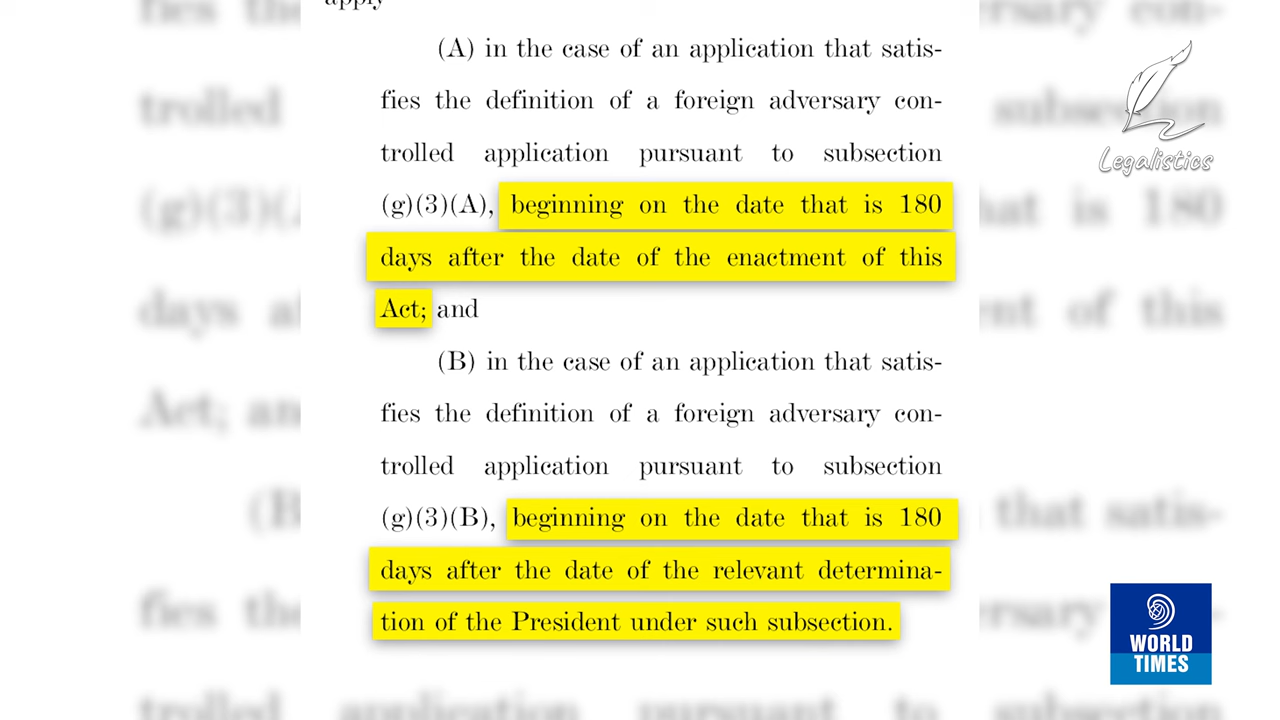 apply
(A) in the case of an application that satis-
fies the definition of a foreign adversary con-
trolled application pursuant to subsection
(g)(3)(A), beginning on the date that is 180
days after the date of the enactment of this
Act; and
(B) in the case of an application that satis-
fies the definition of a foreign adversary con-
trolled application pursuant to subsection
(g)(3)(B), beginning on the date that is 180
days after the date of the relevant determina-
tion of the President under such subsection.
Legalistics
WORLD
TIMES